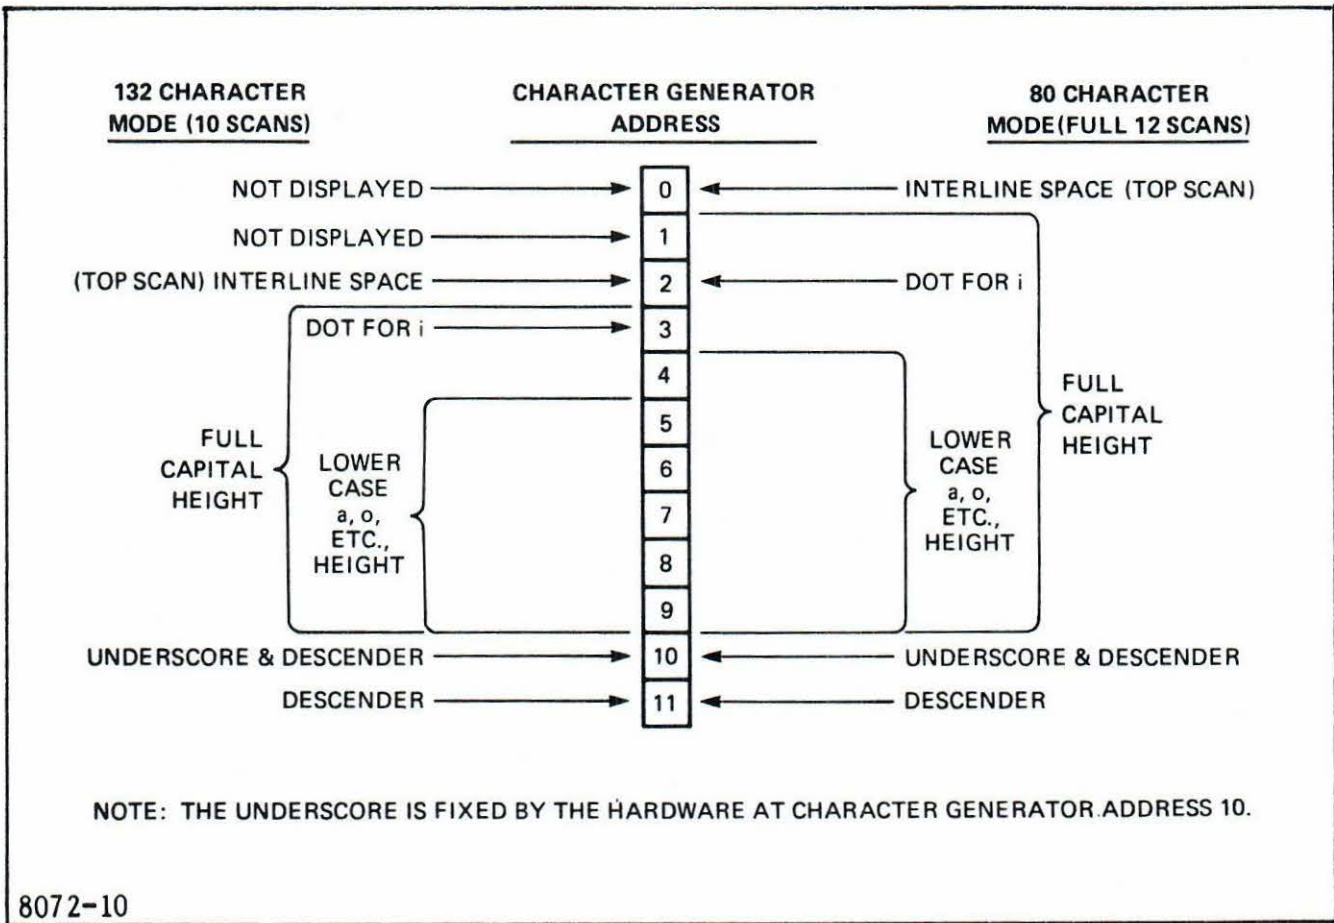 132 CHARACTER
MODE (10 SCANS)
CHARACTER GENERATOR
ADDRESS
80 CHARACTER
MODE(FULL 12 SCANS)
NOT DISPLAYED
0
INTERLINE SPACE (TOP SCAN)
NOT DISPLAYED
1
(TOP SCAN) INTERLINE SPACE
2
DOT FOR i
DOT FOR i
3
4
5
6
7
8
9
FULL
CAPITAL
HEIGHT
LOWER
CASE
a, o,
ETC.,
HEIGHT
LOWER
CASE
a, o,
ETC.,
HEIGHT
FULL
CAPITAL
HEIGHT
UNDERSCORE & DESCENDER
10
UNDERSCORE & DESCENDER
DESCENDER
11
DESCENDER
NOTE: THE UNDERSCORE IS FIXED BY THE HARDWARE AT CHARACTER GENERATOR ADDRESS 10.
8072-10